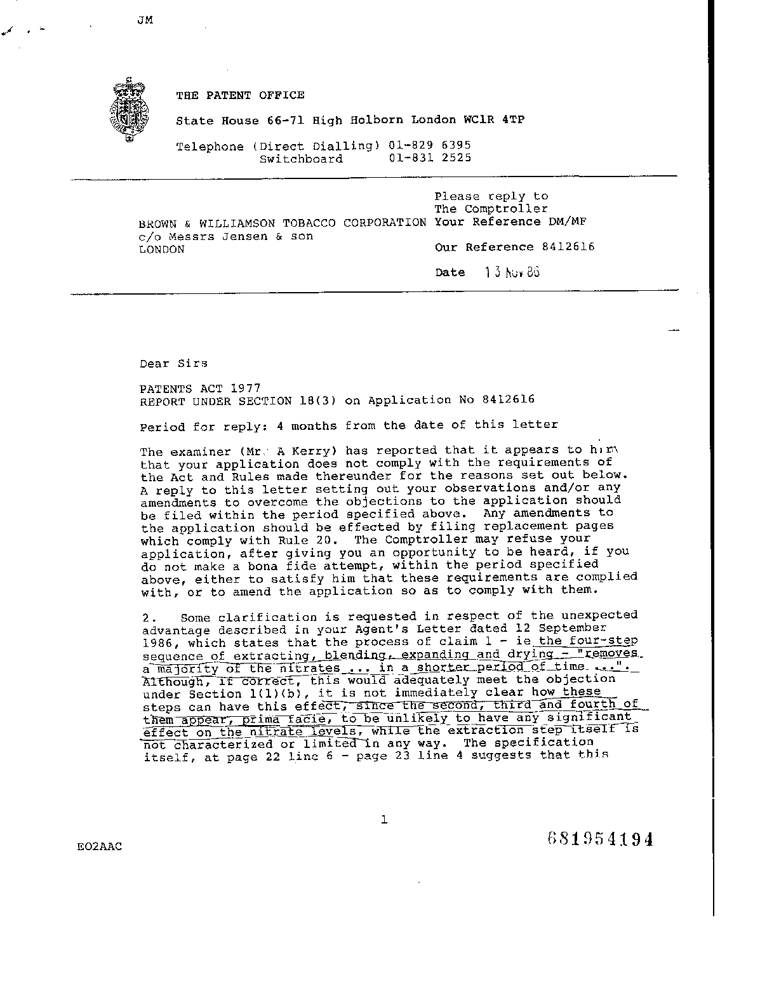 JM
THE PATENT OFFICE
State House 66-71 High Holborn London WC1R 4TP
Telephone (Direct Dialling) 01-829 6395
Switchboard 01-831 2525
Please reply to
The Comptroller
BROWN & WILLIAMSON TOBACCO CORPORATION Your Reference DM/MF
c/o Messrs Jensen & son
LONDON
Our Reference 8412616
Date 13 Nov 86
Dear Sirs
PATENTS ACT 1977
REPORT UNDER SECTION 18(3) on Application No 8412616
Period for reply: 4 months from the date of this letter
The examiner (Mr. A Kerry) has reported that it appears to him
that your application does not comply with the requirements of
the Act and Rules made thereunder for the reasons set out below.
A reply to this letter setting out your observations and/or any
amendments to overcome the objections to the application should
be filed within the period specified above. Any amendments to
the application should be effected by filing replacement pages
which comply with Rule 20. The Comptroller may refuse your
application, after giving you an opportunity to be heard, if you
do not make a bona fide attempt, within the period specified
above, either to satisfy him that these requirements are complied
with, or to amend the application so as to comply with them.
2. Some clarification is requested in respect of the unexpected
advantage described in your Agent's Letter dated 12 September
1986, which states that the process of claim 1 - ie the four-step
sequence of extracting, blending, expanding and drying - "removes
a majority of the nitrates ... in a shorter period of time ...".
Although, if correct, this would adequately meet the objection
under Section 1(1)(b), it is not immediately clear how these
steps can have this effect, since the second, third and fourth of
them appear, prima facie, to be unlikely to have any significant
effect on the nitrate levels, while the extraction step itself is
not characterized or limited in any way. The specification
itself, at page 22 line 6 - page 23 line 4 suggests that this
1
EO2AAC
681954194